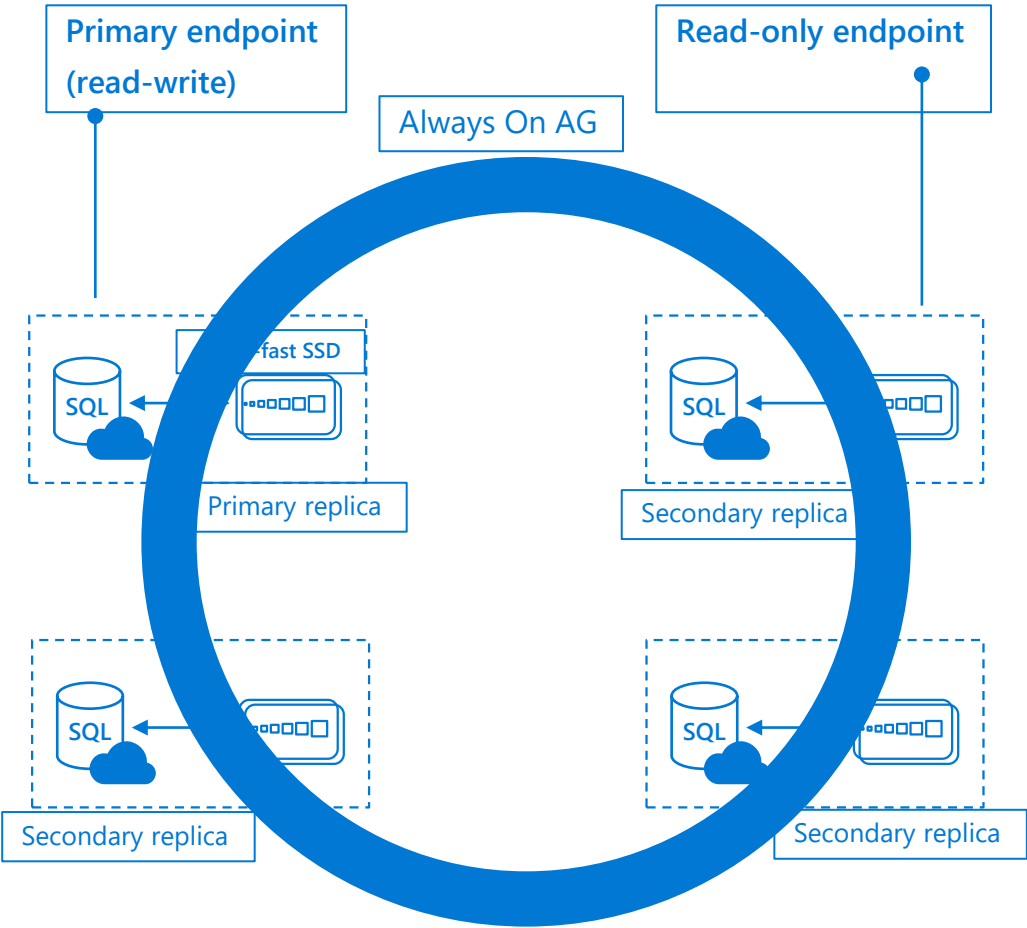 Primary endpoint
(read-write)
Read-only endpoint
Always On AG
-fast SSD
SQL
SQL
Primary replica
Secondary replica
SQL
SQL
Secondary replica
Secondary replica